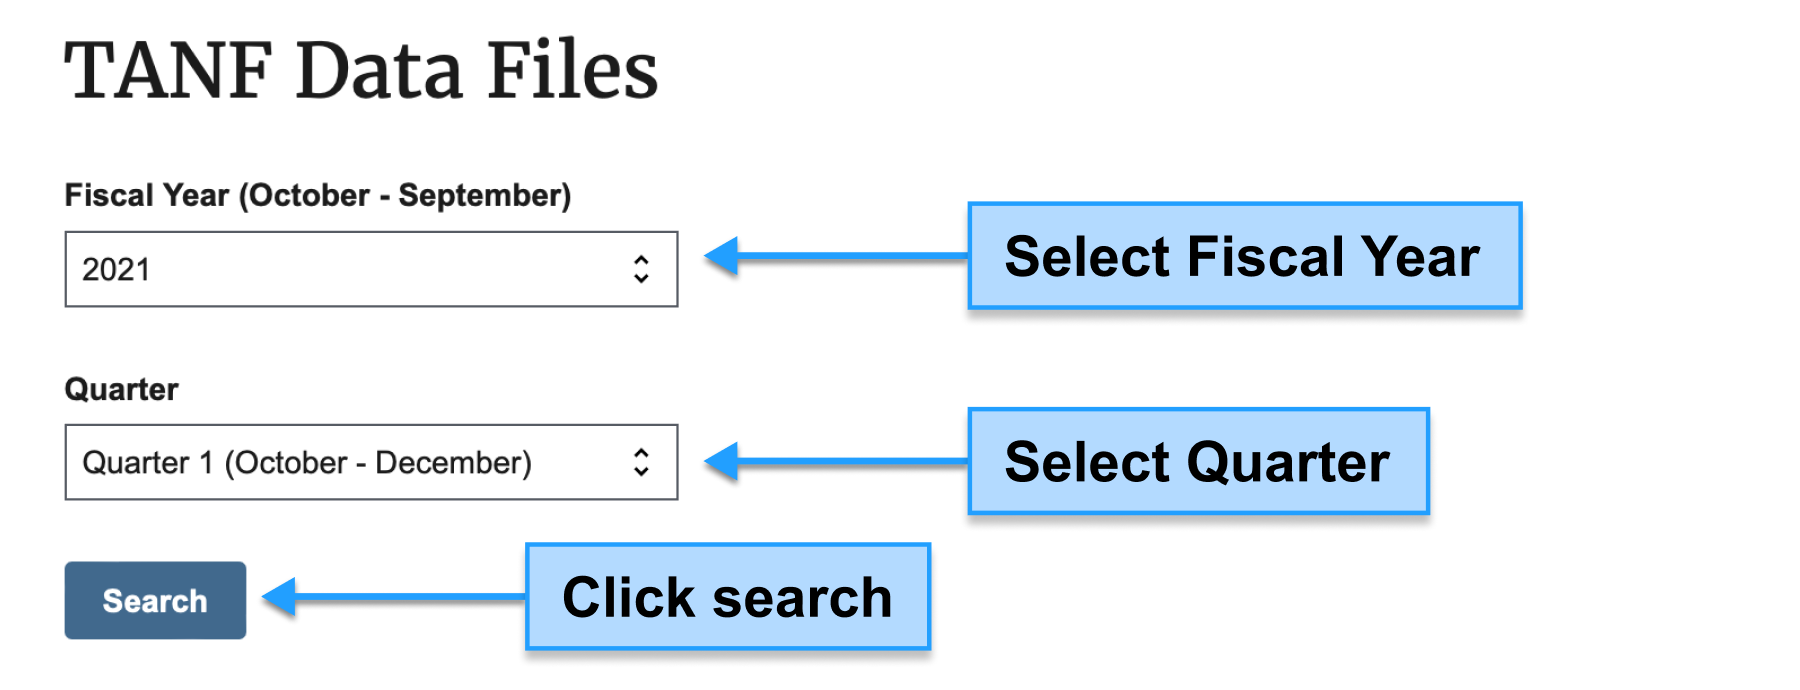 TANF Data Files
Fiscal Year (October - September)
2021
Select Fiscal Year
Quarter
Quarter 1 (October - December)
Select Quarter
Search
Click search